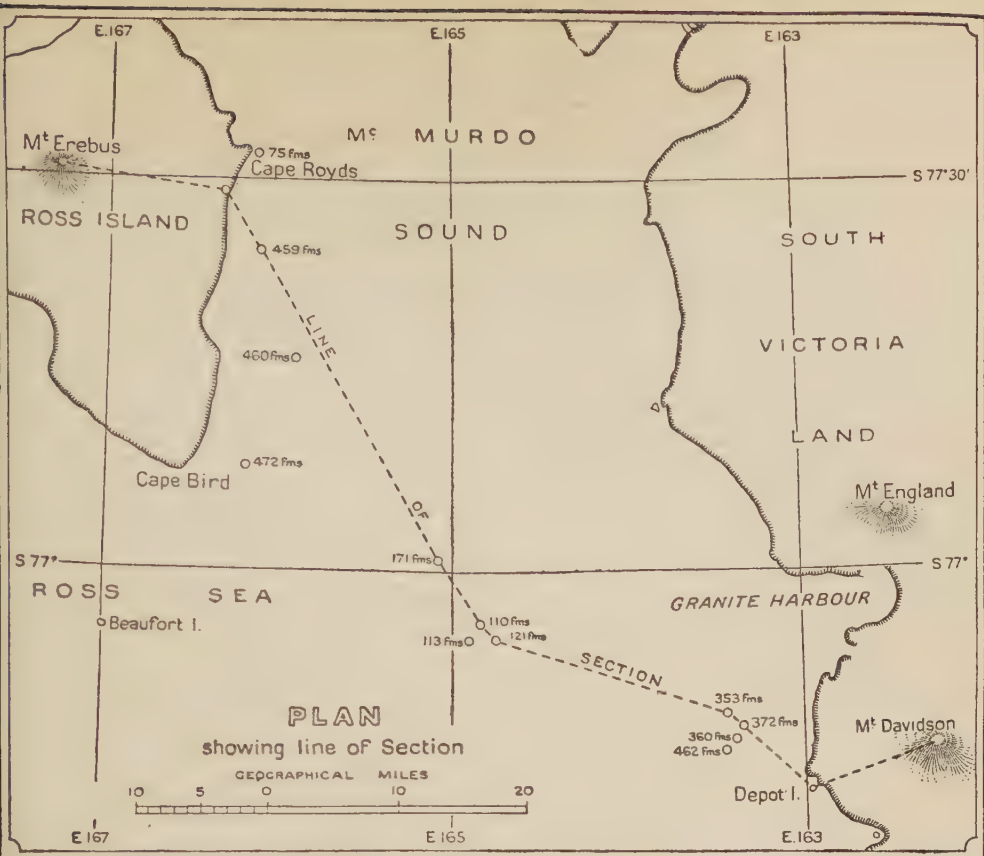 E.167
E.165
E.163
Mc MURDO
Mt Erebus
75 fms
Cape Royds
S 77°30'
ROSS ISLAND
SOUND
SOUTH
459 fms
LINE
VICTORIA
460 fms
LAND
472 fms
Cape Bird
Mt England
OF
171 fms
S 77°
S 77°
ROSS SEA
GRANITE HARBOUR
Beaufort I.
110 fms
113 fms
121 fms
SECTION
353 fms
PLAN
372 fms
Mt Davidson
showing line of Section
360 fms
462 fms
GEOGRAPHICAL MILES
Depot I.
10 5 0 10 20
E 167
E.165
E.163